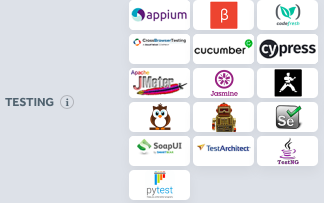 appium
β
codefresh
CrossBrowserTesting
cucumber
cypress
Apache
JMeter
Jasmine
TESTING i
Se
SoapUI
TestArchitect
TestNG
pytest